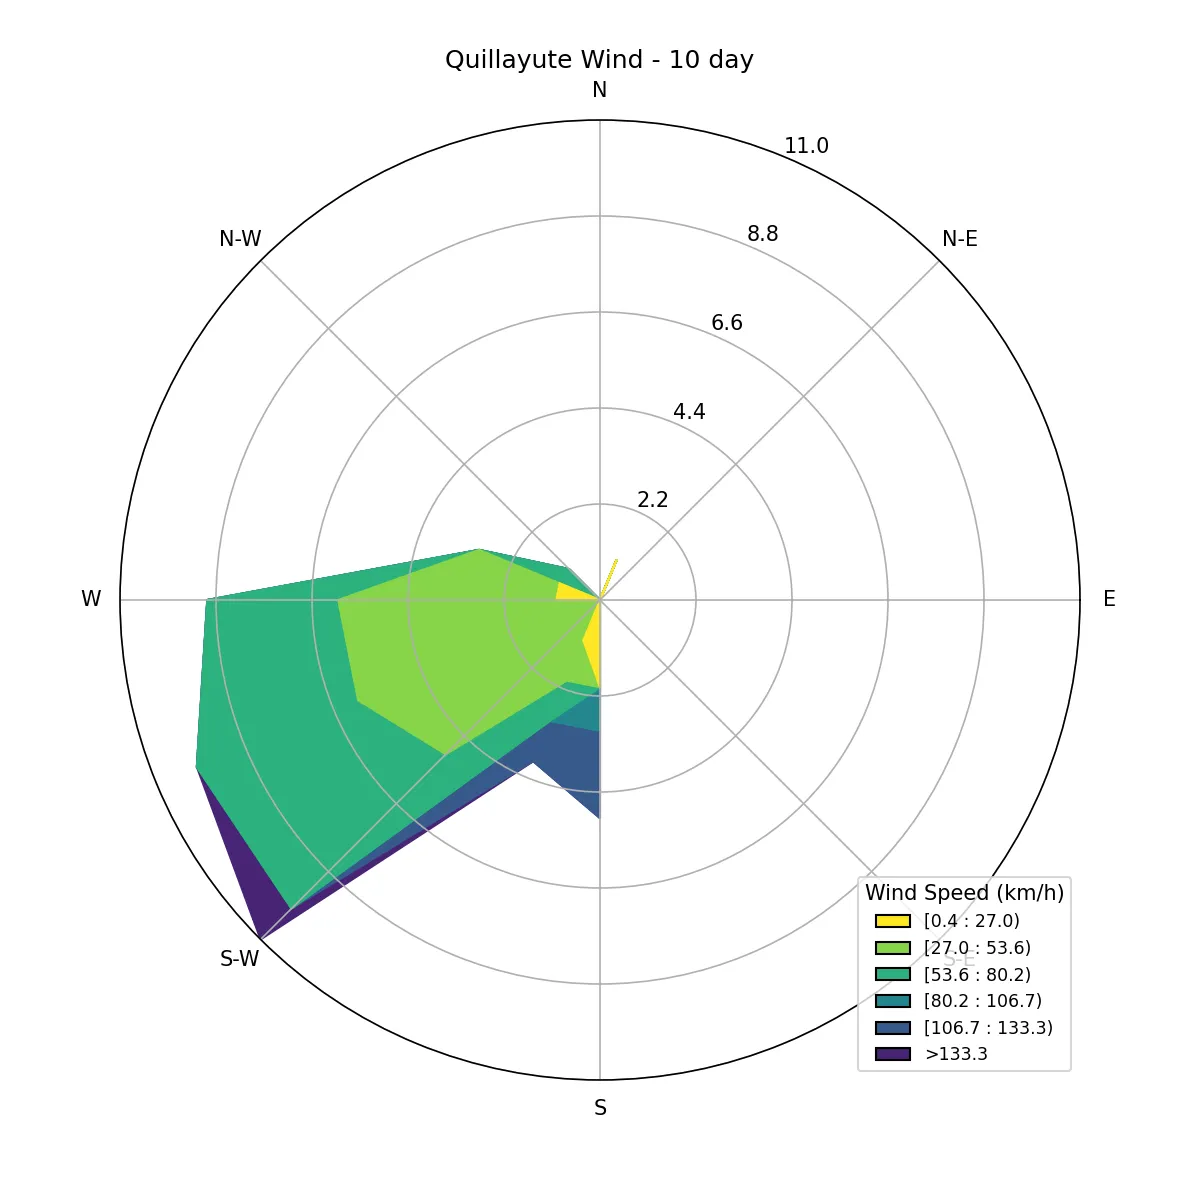 Quillayute Wind - 10 day
N
11.0
N-W
8.8
N-E
6.6
4.4
2.2
W
E
S-W
S-E
S
Wind Speed (km/h)
[0.4 : 27.0)
[27.0 : 53.6)
[53.6 : 80.2)
[80.2 : 106.7)
[106.7 : 133.3)
>133.3